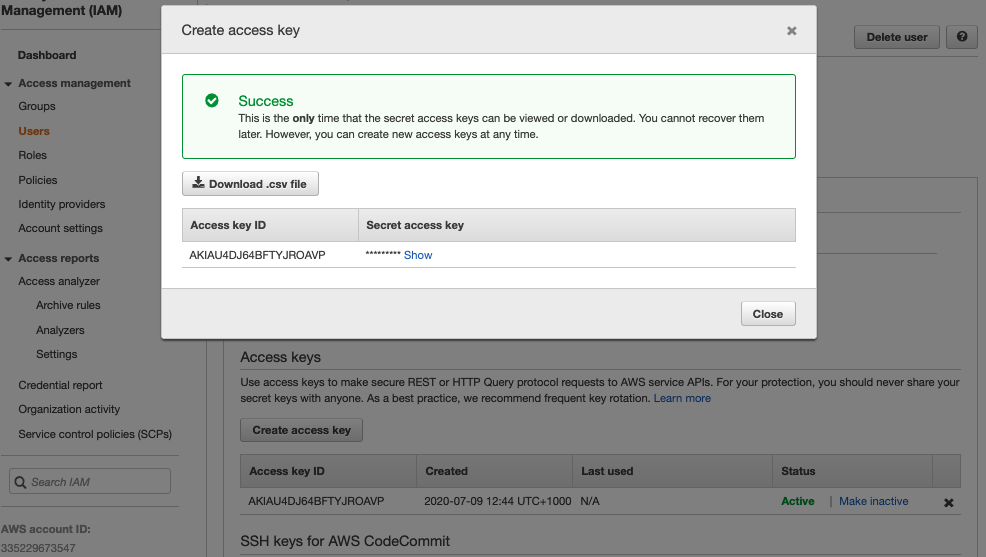 Management (IAM)
Dashboard
Access management
Groups
Users
Roles
Policies
Identity providers
Account settings
Access reports
Access analyzer
Archive rules
Analyzers
Settings
Credential report
Organization activity
Service control policies (SCPs)
Search IAM
AWS account ID:
335229673547
Delete user
Create access key
Success
This is the only time that the secret access keys can be viewed or downloaded. You cannot recover them
later. However, you can create new access keys at any time.
Download .csv file
Access key ID Secret access key
AKIAU4DJ64BFTYJROAVP ********* Show
Close
Access keys
Use access keys to make secure REST or HTTP Query protocol requests to AWS service APIs. For your protection, you should never share your
secret keys with anyone. As a best practice, we recommend frequent key rotation. Learn more
Create access key
Access key ID Created Last used Status
AKIAU4DJ64BFTYJROAVP 2020-07-09 12:44 UTC+1000 N/A Active | Make inactive
SSH keys for AWS CodeCommit